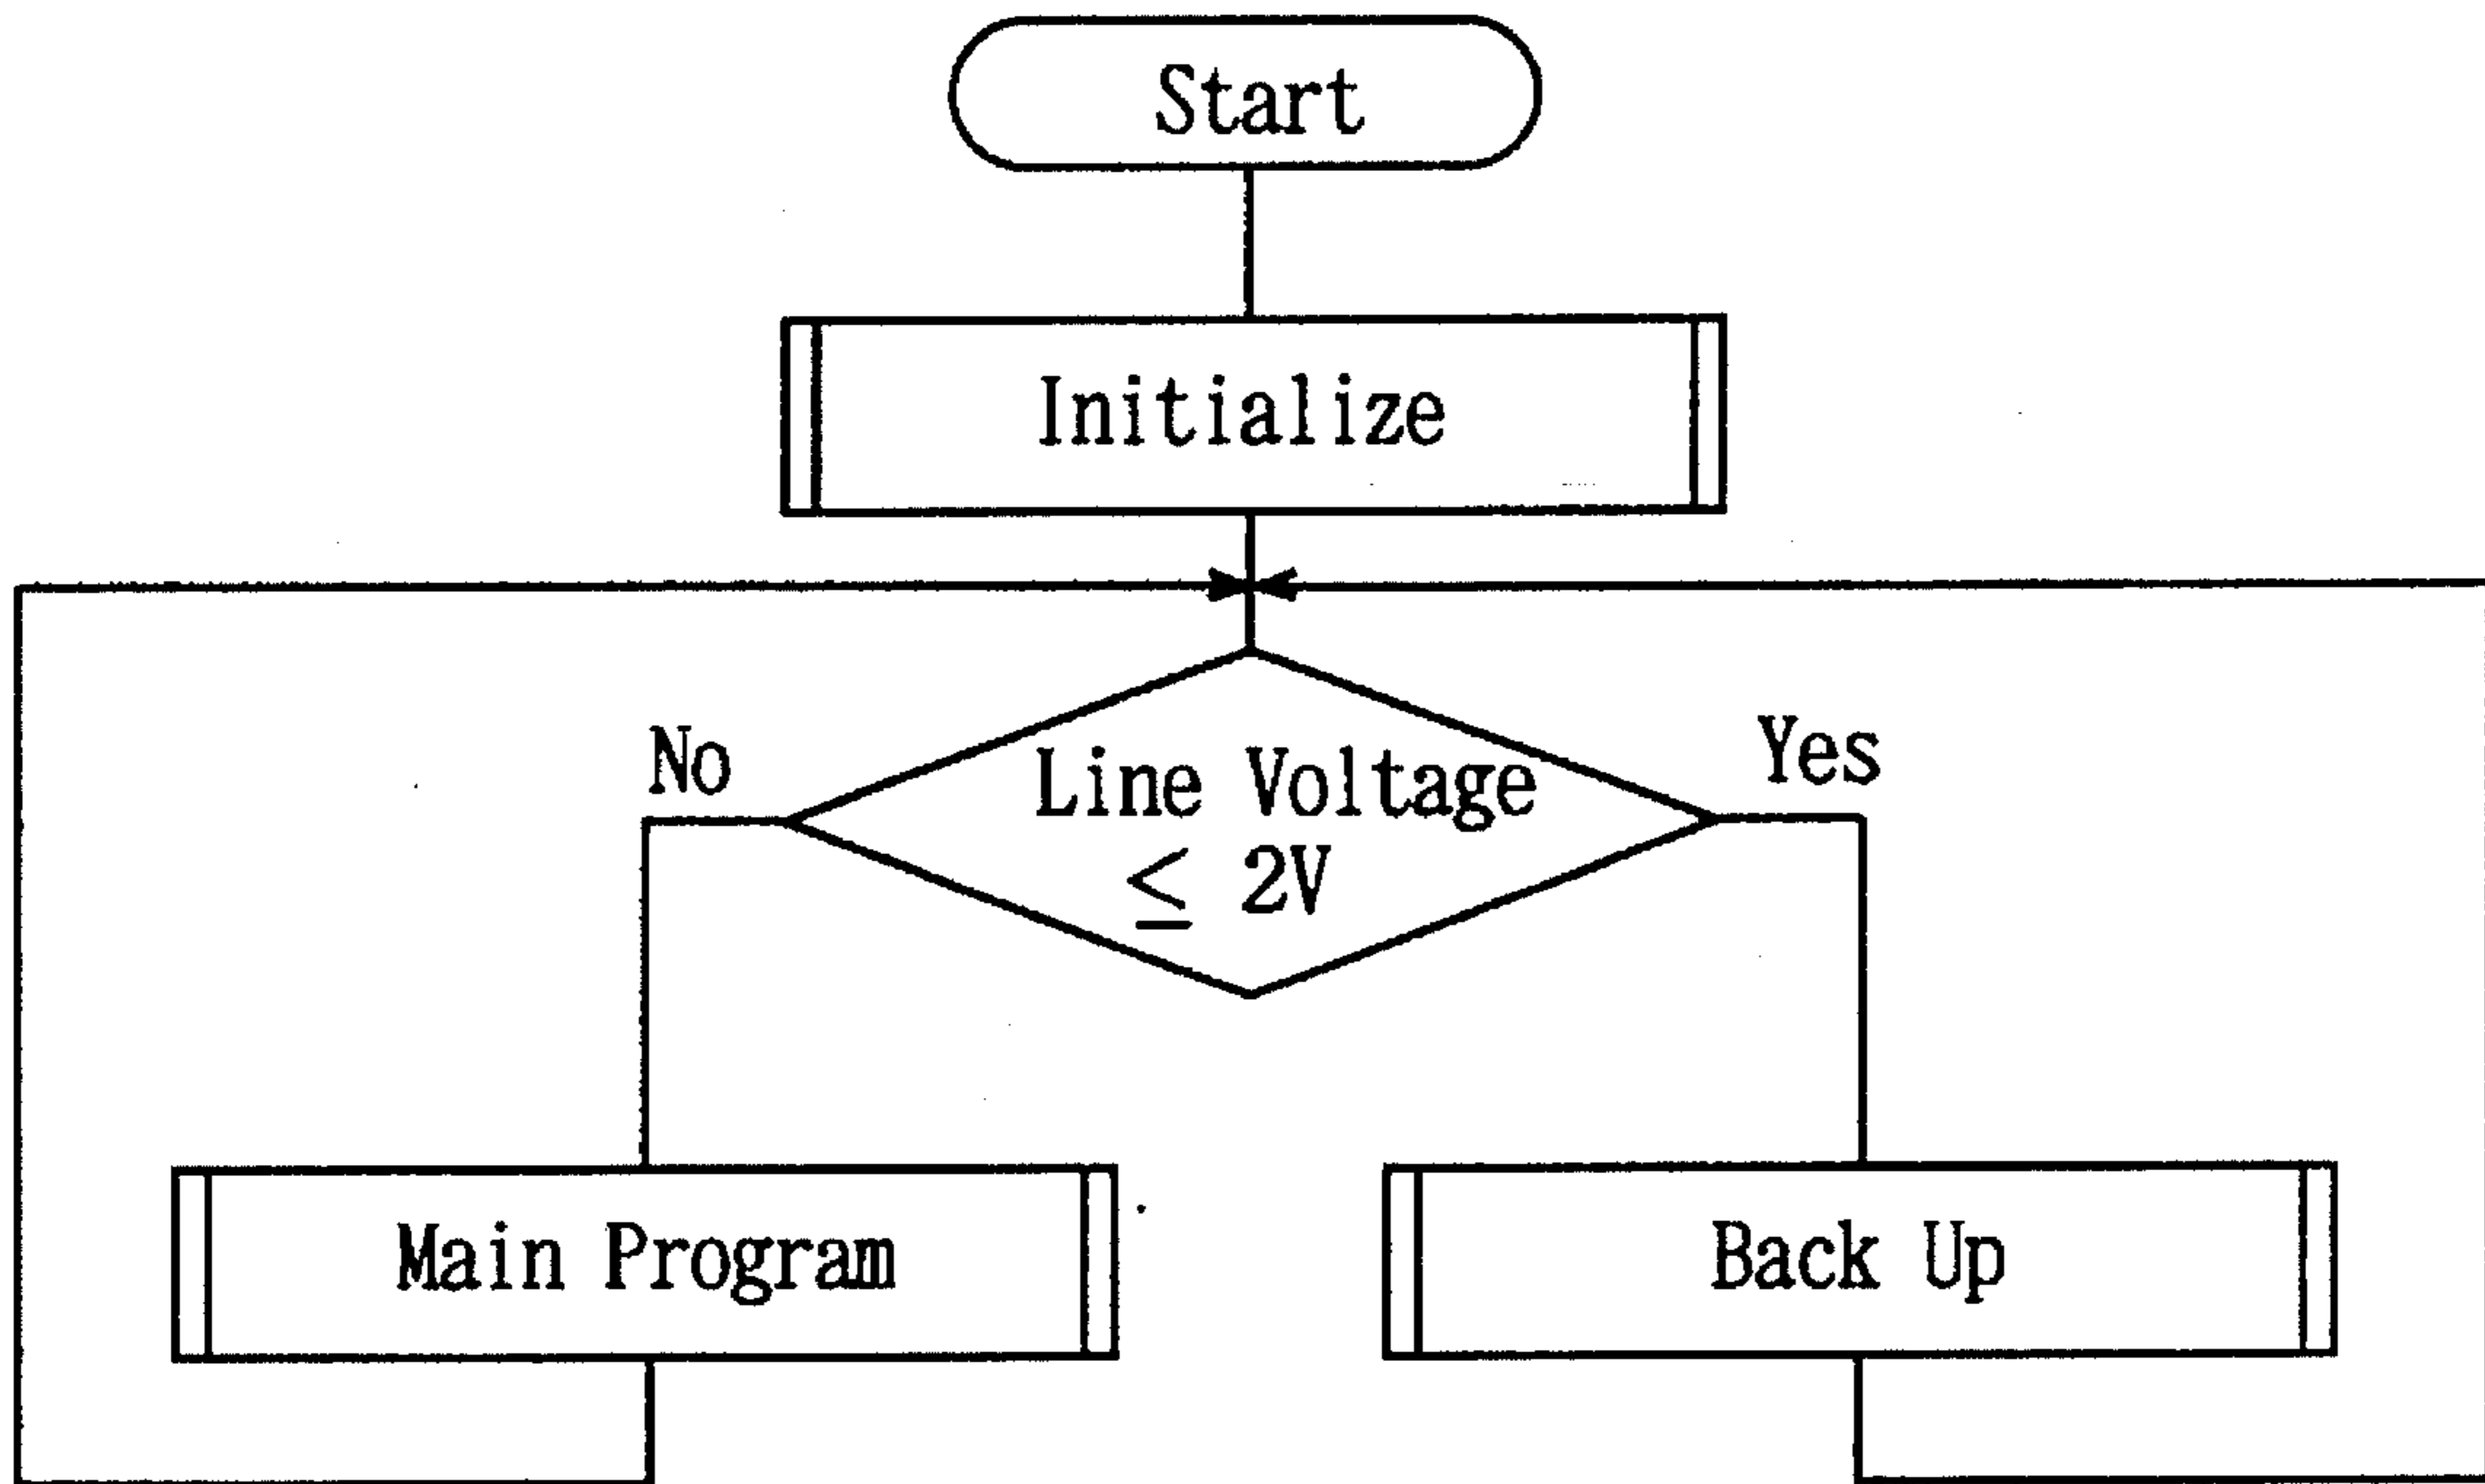 Start
Initialize
No
Line Voltage
≤ 2V
Yes
Main Program
Back Up